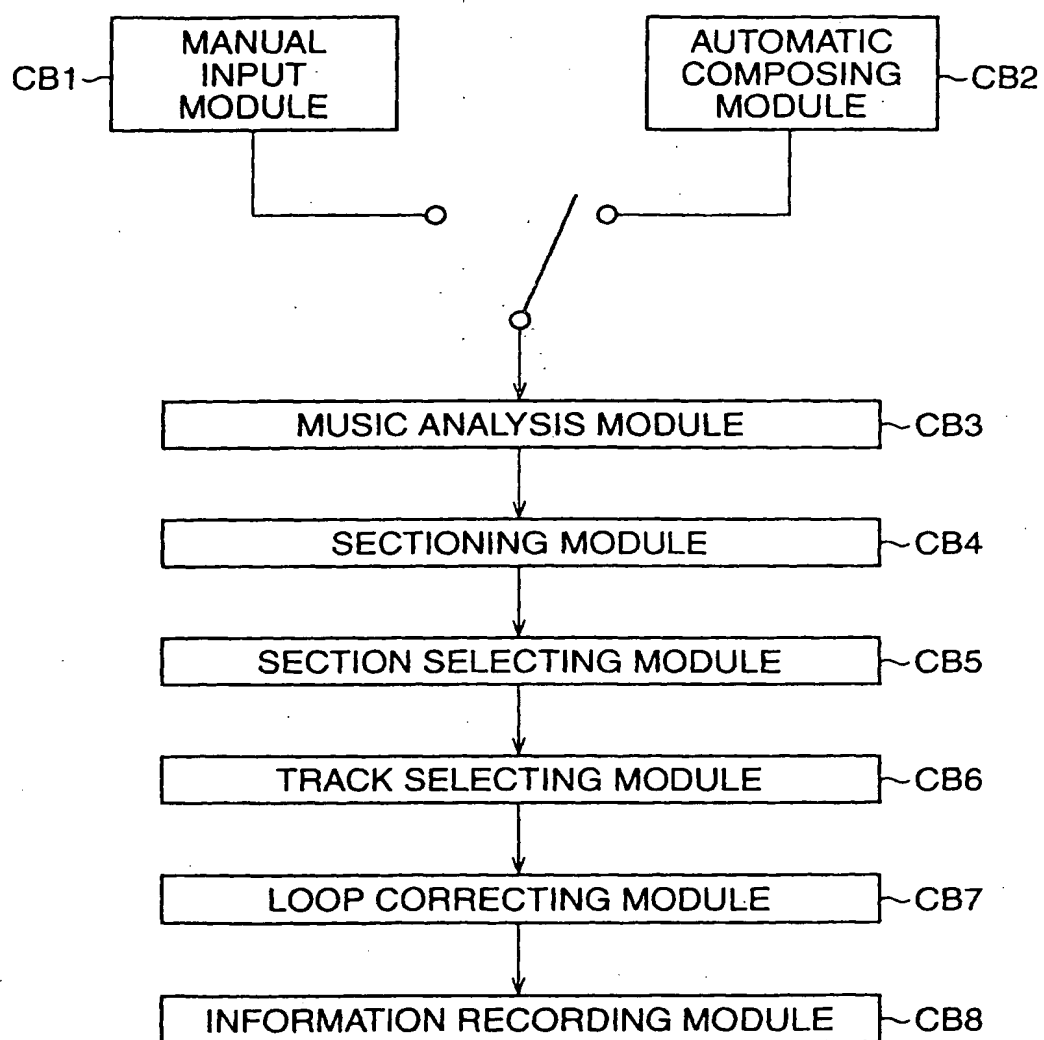 CB1
MANUAL
INPUT
MODULE
AUTOMATIC
COMPOSING
MODULE
CB2
MUSIC ANALYSIS MODULE
CB3
SECTIONING MODULE
CB4
SECTION SELECTING MODULE
CB5
TRACK SELECTING MODULE
CB6
LOOP CORRECTING MODULE
CB7
INFORMATION RECORDING MODULE
CB8